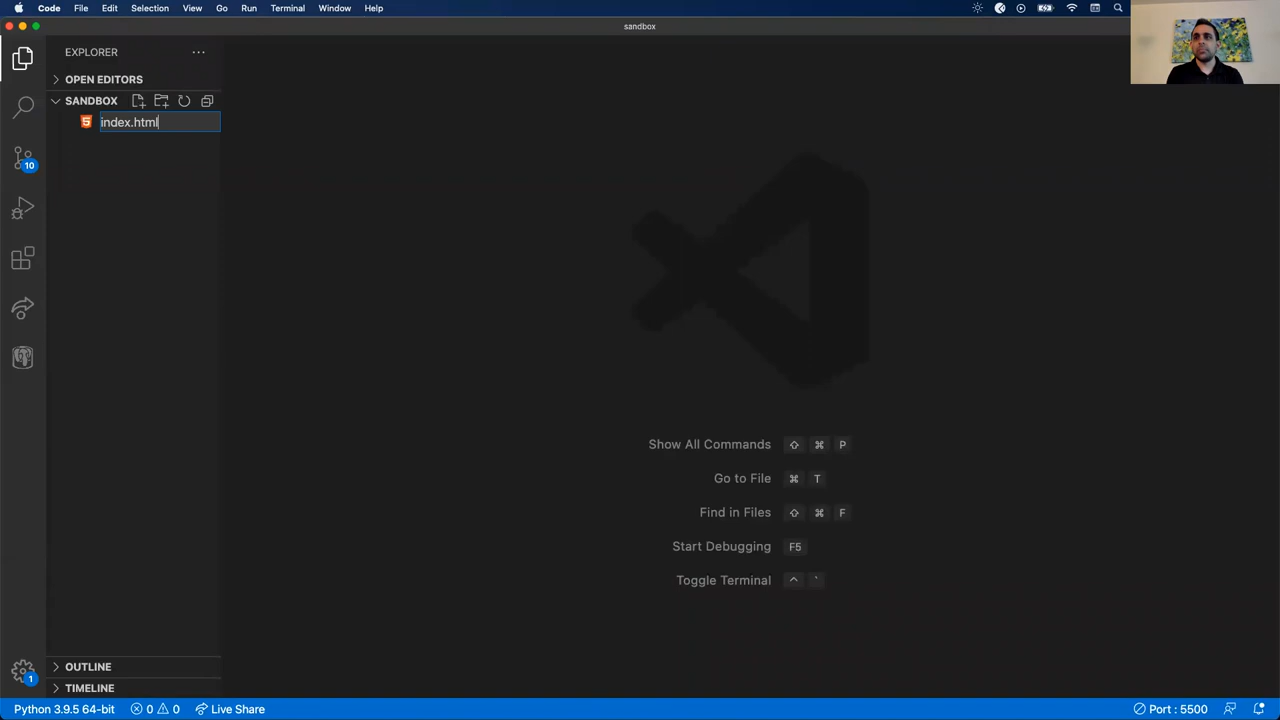 Code File Edit Selection View Go Run Terminal Window Help
sandbox
EXPLORER
OPEN EDITORS
SANDBOX
index.html
10
Show All Commands ⇧ ⌘ P
Go to File ⌘ T
Find in Files ⇧ ⌘ F
Start Debugging F5
Toggle Terminal ^ `
OUTLINE
1
TIMELINE
Python 3.9.5 64-bit 0 0 Live Share Port : 5500